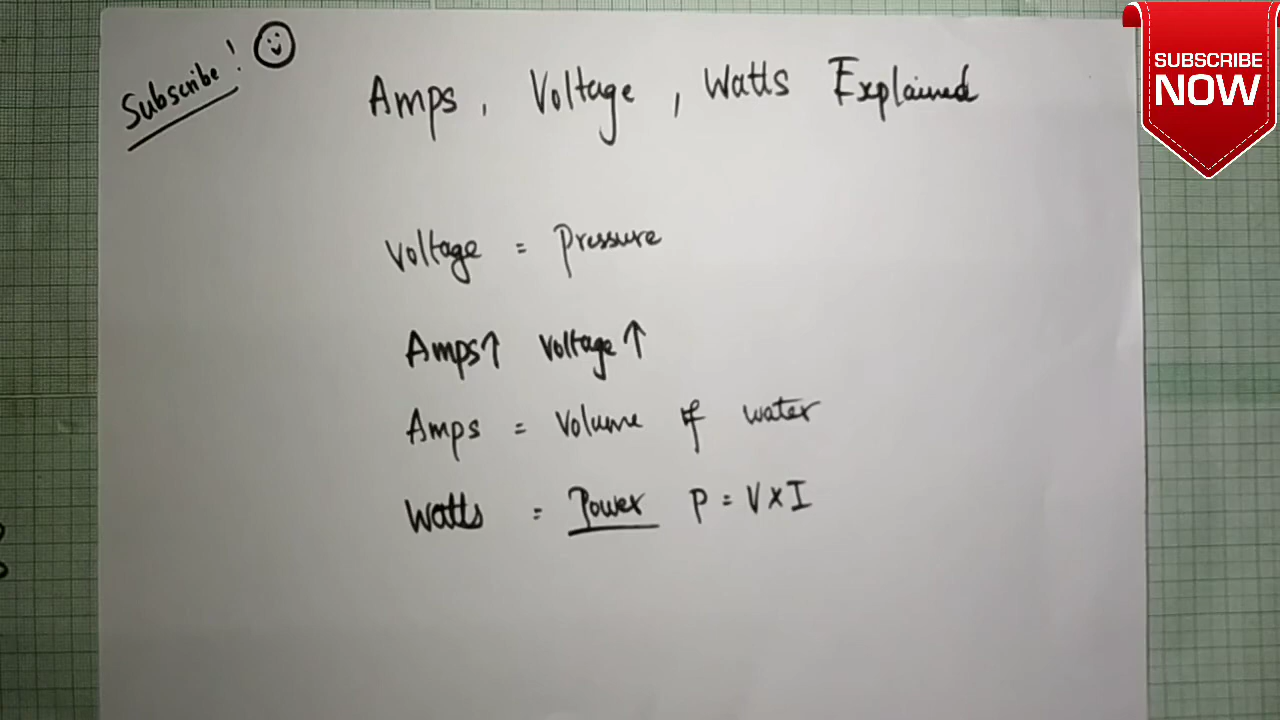 Subscribe!
Amps, Voltage, Watts Explained
SUBSCRIBE
NOW
Voltage = Pressure
Amps↑ Voltage↑
Amps = Volume of water
Watts = Power P = V×I